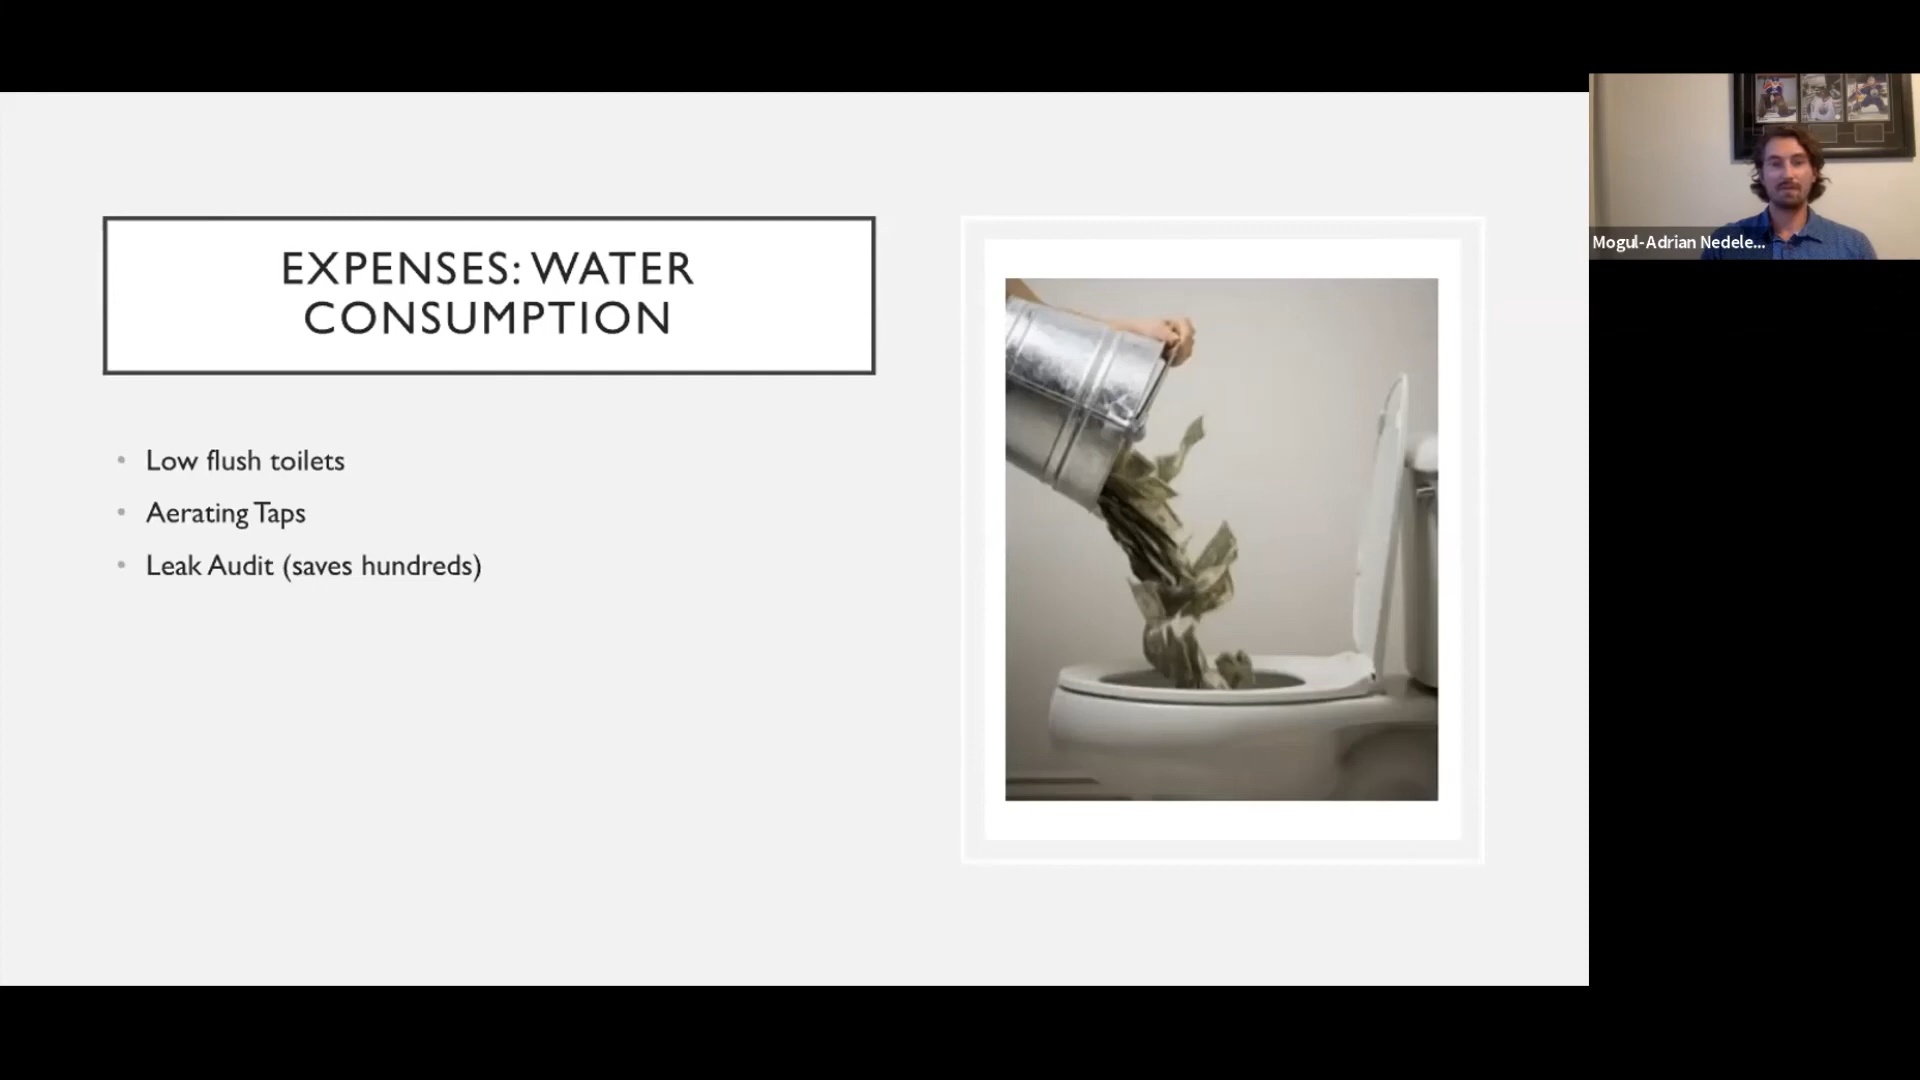 EXPENSES: WATER
CONSUMPTION
• Low flush toilets
• Aerating Taps
• Leak Audit (saves hundreds)
Mogul-Adrian Nedele...